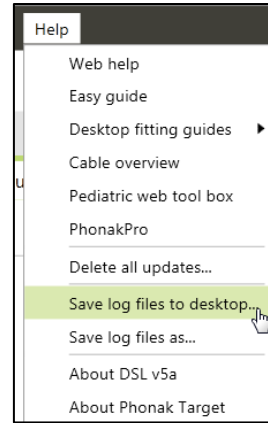 Help
Web help
Easy guide
Desktop fitting guides
Cable overview
Pediatric web tool box
PhonakPro
Delete all updates...
Save log files to desktop...
Save log files as...
About DSL v5a
About Phonak Target